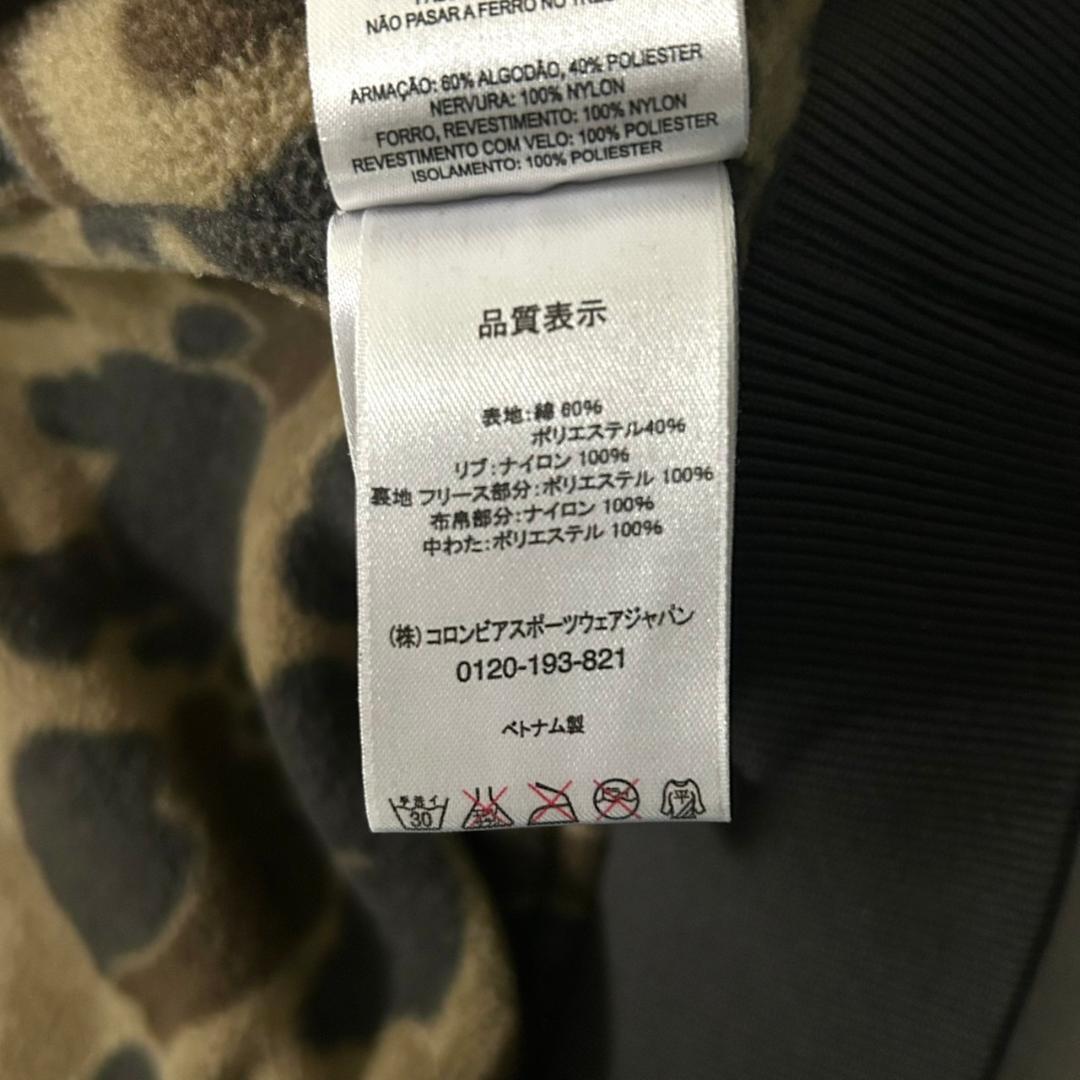 NÃO PASAR A FERRO NO
ARMAÇÃO: 60% ALGODÃO, 40% POLIESTER
NERVURA: 100% NYLON
FORRO, REVESTIMENTO: 100% NYLON
REVESTIMENTO COM VELO: 100% POLIESTER
ISOLAMENTO: 100% POLIESTER
品質表示
表地:綿 60%
ポリエステル40%
リブ:ナイロン 100%
裏地 フリース部分:ポリエステル 100%
布帛部分:ナイロン 100%
中わた:ポリエステル 100%
(株)コロンビアスポーツウェアジャパン
0120-193-821
ベトナム製
手洗イ
30
平